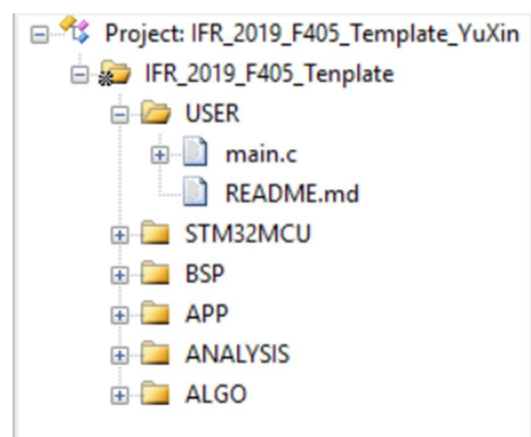 Project: IFR_2019_F405_Template_YuXin
IFR_2019_F405_Tenplate
USER
main.c
README.md
STM32MCU
BSP
APP
ANALYSIS
ALGO